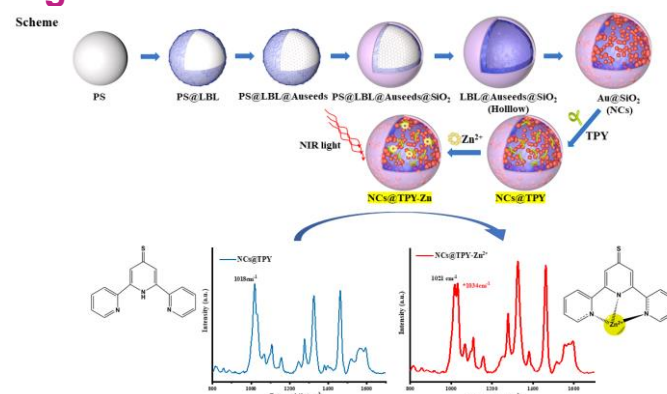 Scheme
PS
PS@LBL
PS@LBL@Auseeds
PS@LBL@Auseeds@SiO₂
LBL@Auseeds@SiO₂
(Holllow)
Au@SiO₂
(NCs)
TPY
NIR light
Zn²⁺
NCs@TPY-Zn
NCs@TPY
S
NH
N
N
NCs@TPY
1018cm⁻¹
Intensity (a.u.)
800
1000
1200
1400
1600
NCs@TPY-Zn²⁺
1021 cm⁻¹
*1034cm⁻¹
Intensity (a.u.)
800
1000
1200
1400
1600
S
N
N
N
Zn²⁺